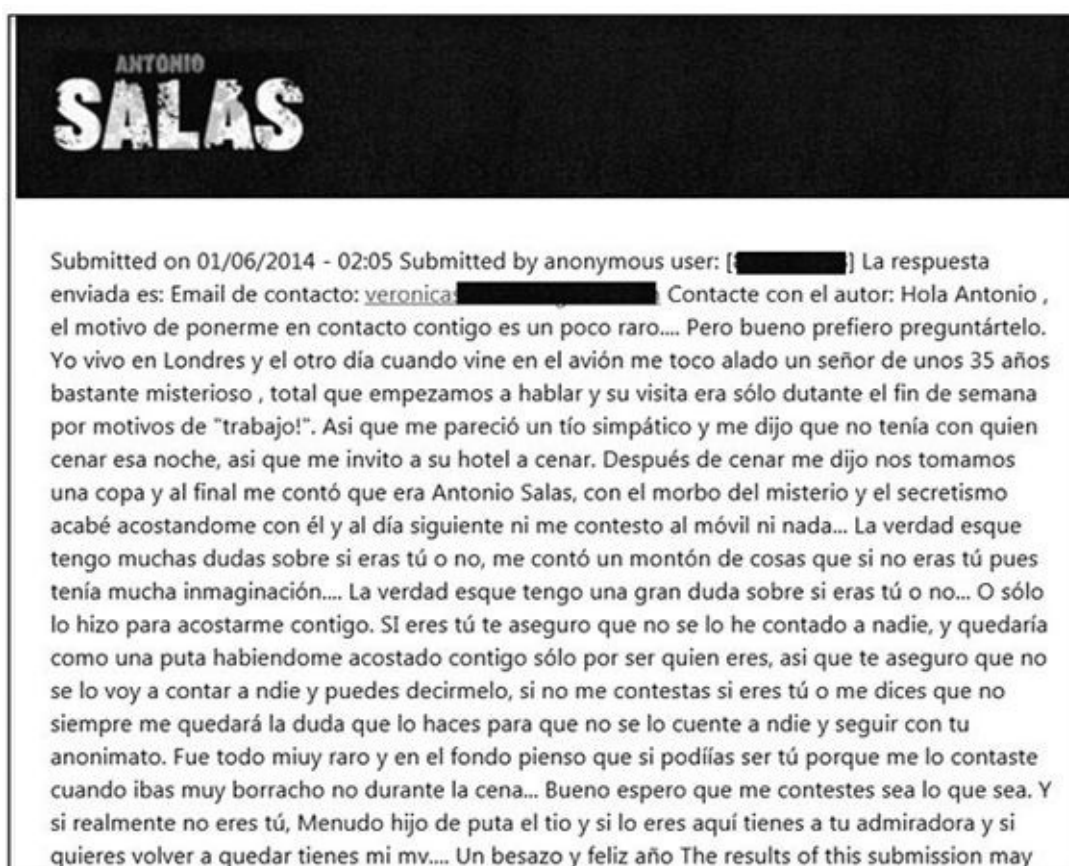 ANTONIO
SALAS
Submitted on 01/06/2014 - 02:05 Submitted by anonymous user: [ ] La respuesta
enviada es: Email de contacto: veronicas Contacte con el autor: Hola Antonio ,
el motivo de ponerme en contacto contigo es un poco raro.... Pero bueno prefiero preguntártelo.
Yo vivo en Londres y el otro día cuando vine en el avión me toco alado un señor de unos 35 años
bastante misterioso , total que empezamos a hablar y su visita era sólo dutante el fin de semana
por motivos de "trabajo!". Asi que me pareció un tío simpático y me dijo que no tenía con quien
cenar esa noche, asi que me invito a su hotel a cenar. Después de cenar me dijo nos tomamos
una copa y al final me contó que era Antonio Salas, con el morbo del misterio y el secretismo
acabé acostandome con él y al día siguiente ni me contesto al móvil ni nada... La verdad esque
tengo muchas dudas sobre si eras tú o no, me contó un montón de cosas que si no eras tú pues
tenía mucha inmaginación.... La verdad esque tengo una gran duda sobre si eras tú o no... O sólo
lo hizo para acostarme contigo. SI eres tú te aseguro que no se lo he contado a nadie, y quedaría
como una puta habiendome acostado contigo sólo por ser quien eres, asi que te aseguro que no
se lo voy a contar a ndie y puedes decirmelo, si no me contestas si eres tú o me dices que no
siempre me quedará la duda que lo haces para que no se lo cuente a ndie y seguir con tu
anonimato. Fue todo miuy raro y en el fondo pienso que si podíías ser tú porque me lo contaste
cuando ibas muy borracho no durante la cena... Bueno espero que me contestes sea lo que sea. Y
si realmente no eres tú, Menudo hijo de puta el tio y si lo eres aquí tienes a tu admiradora y si
quieres volver a quedar tienes mi mv.... Un besazo y feliz año The results of this submission may